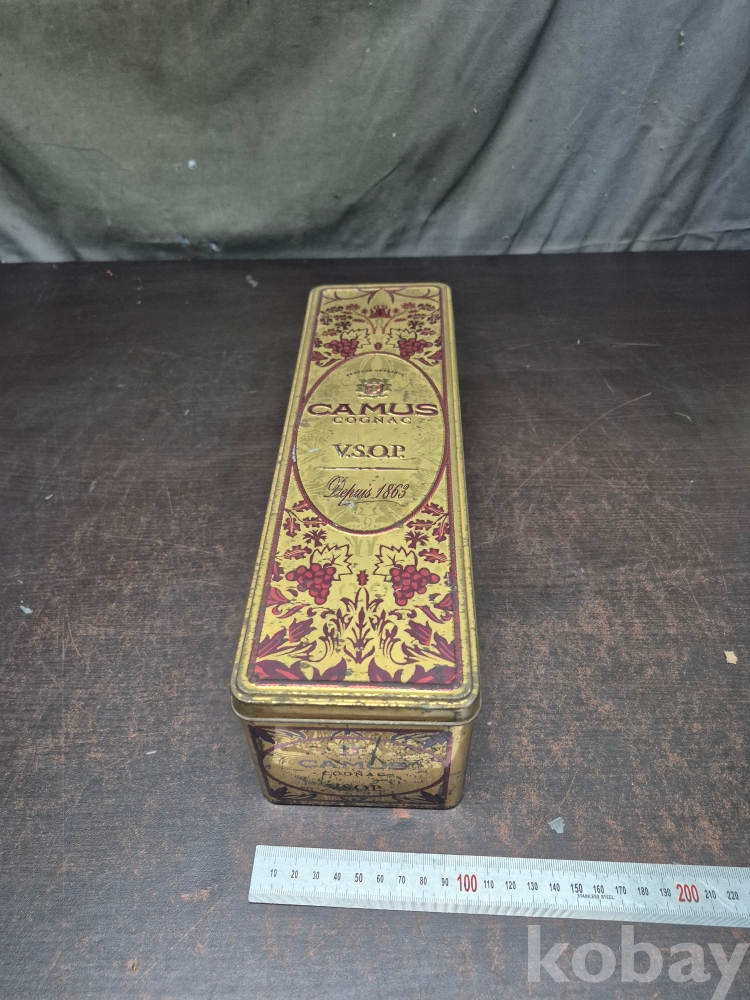 CAMUS
COGNAC
V.S.O.P.
Depuis 1863
CAMUS
COGNAC
V.S.O.P.
10 20 30 40 50 60 70 80 90 100 110 120 130 140 150 160 170 180 190 200 210 220
STAINLESS STEEL
kobay